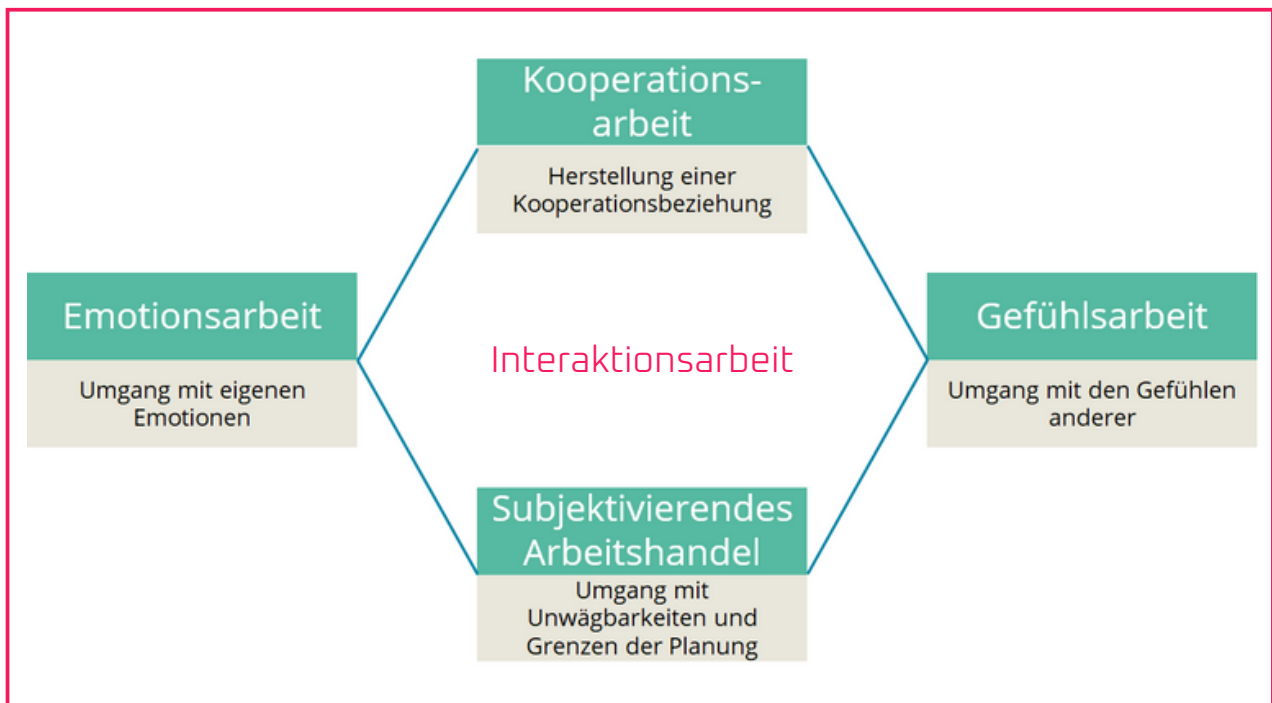 Kooperations-
arbeit
Herstellung einer
Kooperationsbeziehung
Emotionsarbeit
Umgang mit eigenen
Emotionen
Interaktionsarbeit
Gefühlsarbeit
Umgang mit den Gefühlen
anderer
Subjektivierendes
Arbeitshandel
Umgang mit
Unwägbarkeiten und
Grenzen der Planung